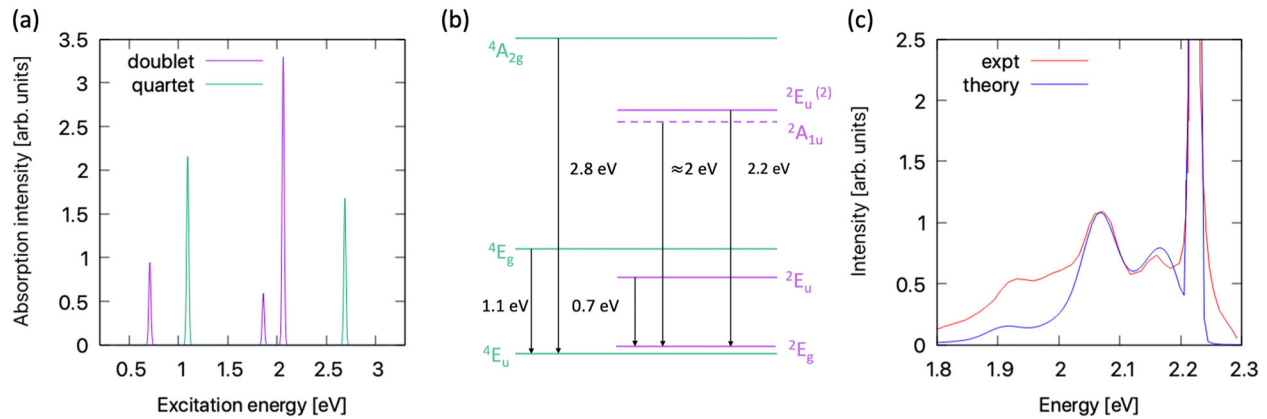 (a)
Absorption intensity [arb. units]
3.5
3
2.5
2
1.5
1
0.5
0
doublet
quartet
0.5 1 1.5 2 2.5 3
Excitation energy [eV]
(b)
⁴A₂g
²Eᵤ⁽²⁾
²A₁ᵤ
2.8 eV
≈2 eV
2.2 eV
⁴Eg
²Eᵤ
1.1 eV
0.7 eV
⁴Eᵤ
²Eg
(c)
Intensity [arb. units]
2.5
2
1.5
1
0.5
0
expt
theory
1.8 1.9 2 2.1 2.2 2.3
Energy [eV]